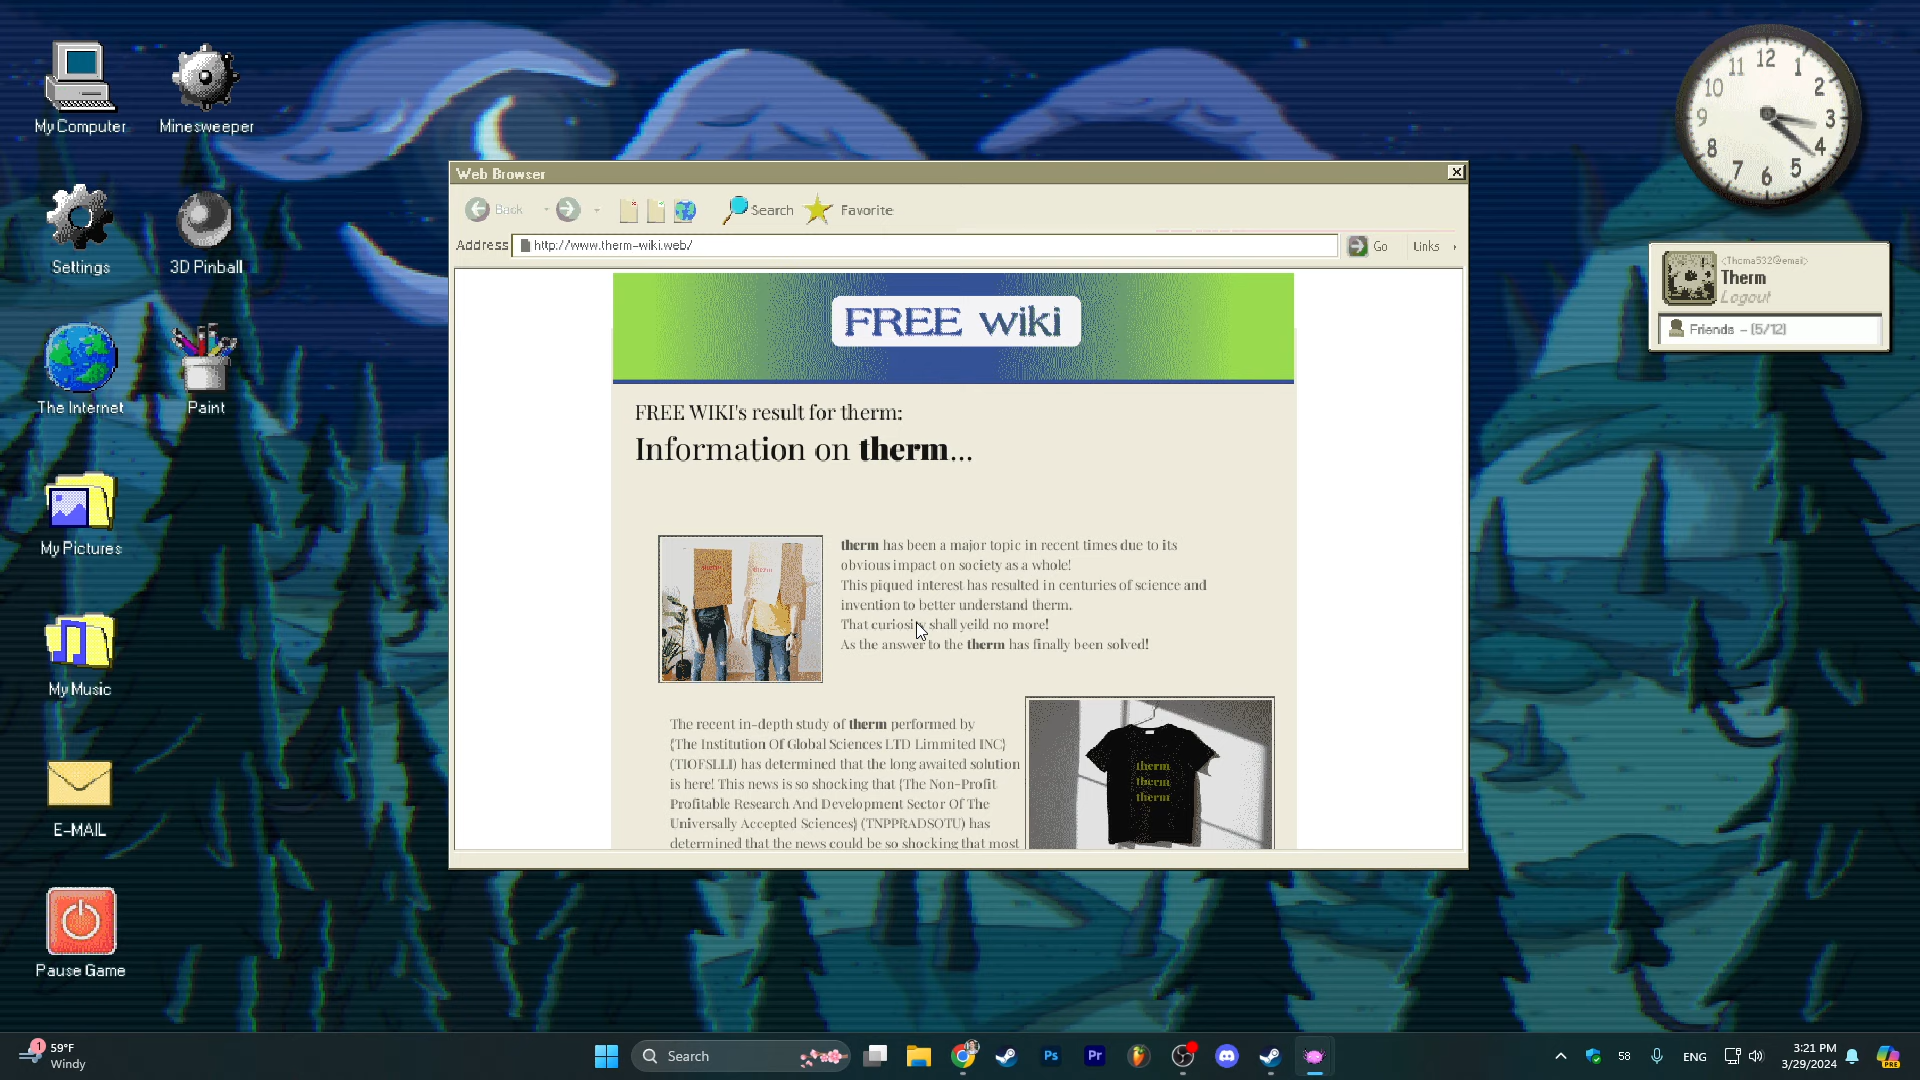 My Computer
Minesweeper
Settings
3D Pinball
The Internet
Paint
My Pictures
My Music
E-MAIL
Pause Game
Web Browser
Back
Search
Favorite
Address
http://www.therm-wiki.web/
Go
Links
FREE wiki
FREE WIKI's result for therm:
Information on therm...
therm
therm
therm has been a major topic in recent times due to its
obvious impact on society as a whole!
This piqued interest has resulted in centuries of science and
invention to better understand therm.
That curiosity shall yeild no more!
As the answer to the therm has finally been solved!
The recent in-depth study of therm performed by
{The Institution Of Global Sciences LTD Limmited INC}
(TIOFSLLI) has determined that the long awaited solution
is here! This news is so shocking that {The Non-Profit
Profitable Research And Development Sector Of The
Universally Accepted Sciences} (TNPPRADSOTU) has
determined that the news could be so shocking that most
therm
therm
therm
12
1
2
3
4
5
6
7
8
9
10
11
<Thoma532@email>
Therm
Logout
Friends - (5/12)
1
59°F
Windy
Search
Ps
Pr
58
ENG
3:21 PM
3/29/2024
PRE